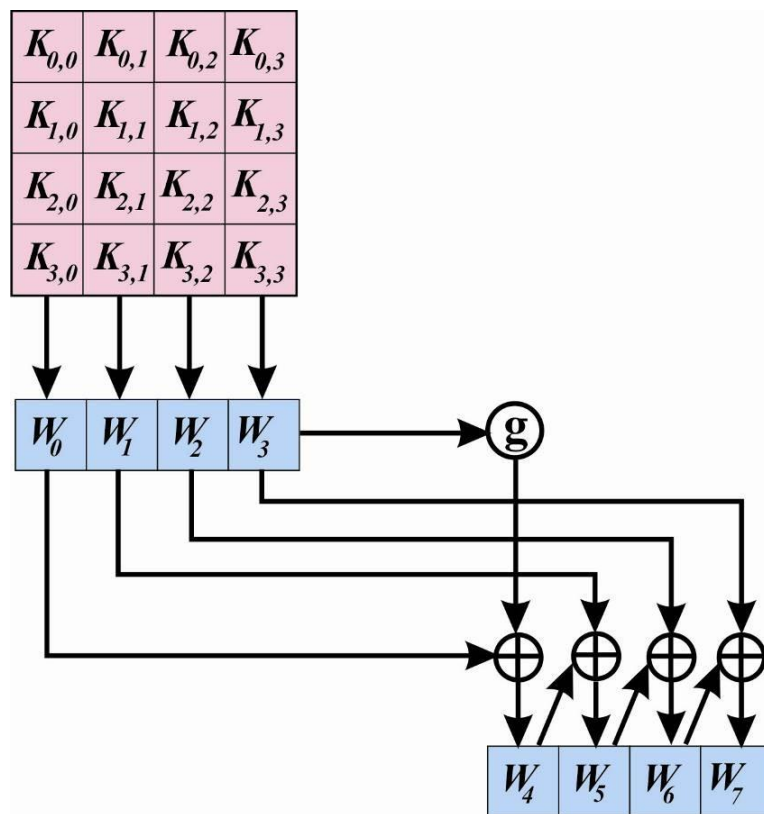 K0,0 K0,1 K0,2 K0,3
K1,0 K1,1 K1,2 K1,3
K2,0 K2,1 K2,2 K2,3
K3,0 K3,1 K3,2 K3,3
W0 W1 W2 W3 g
W4 W5 W6 W7